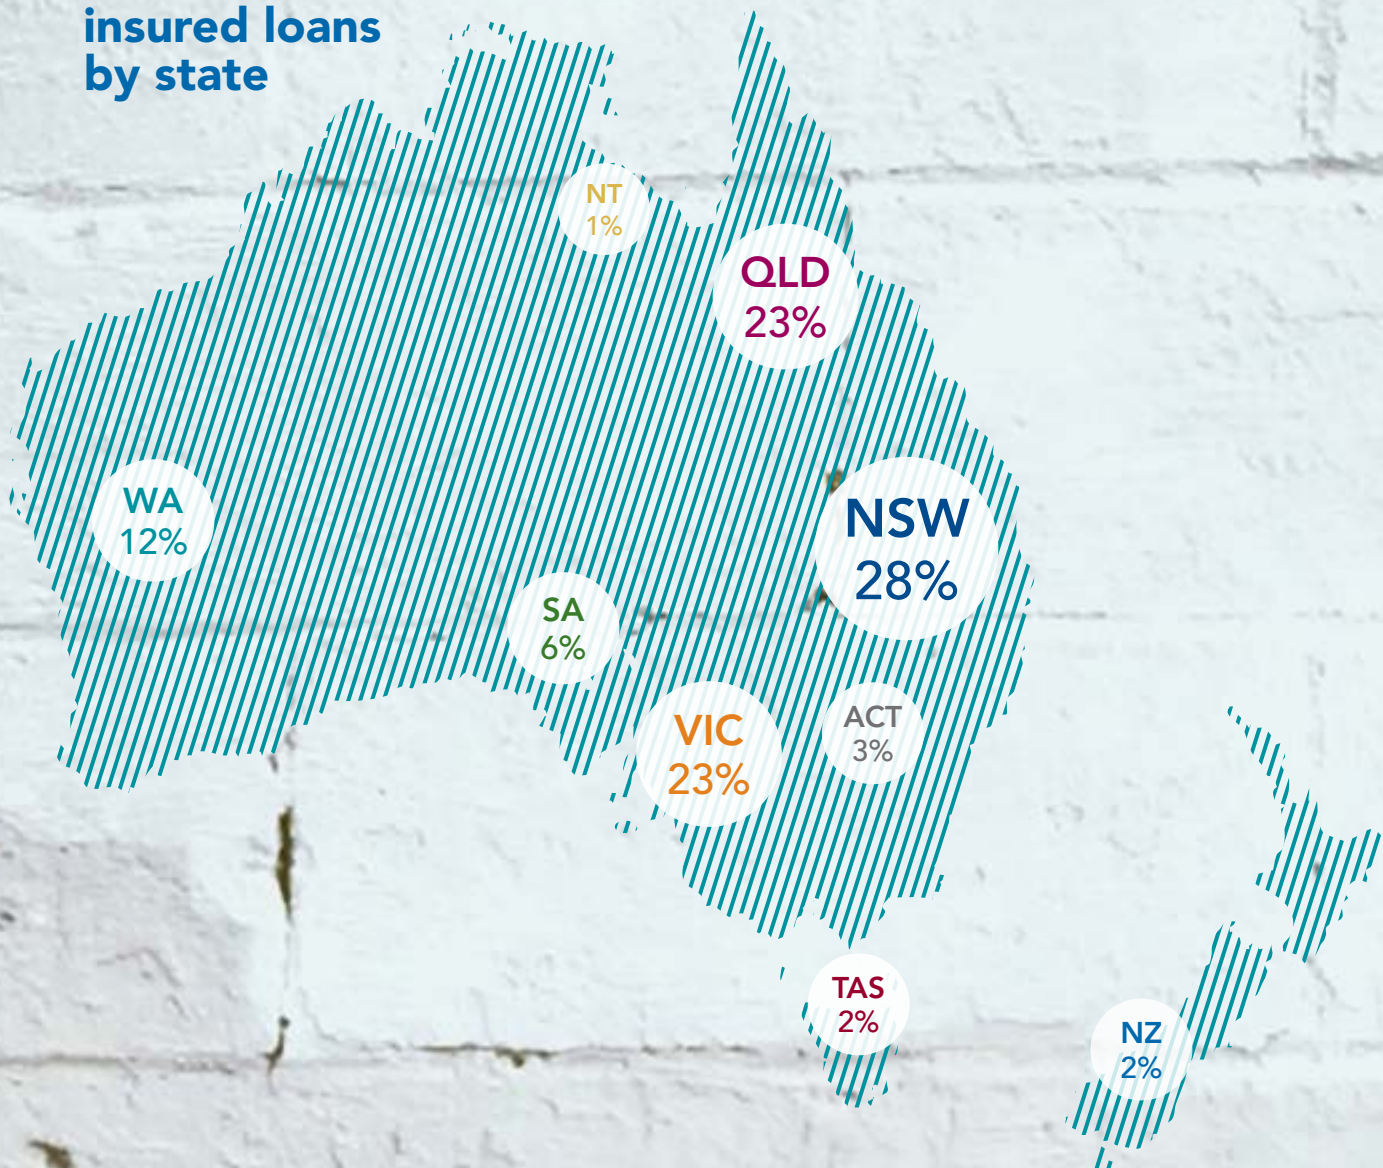 insured loans
by state
NT
1%
QLD
23%
WA
12%
NSW
28%
SA
6%
VIC
23%
ACT
3%
TAS
2%
NZ
2%